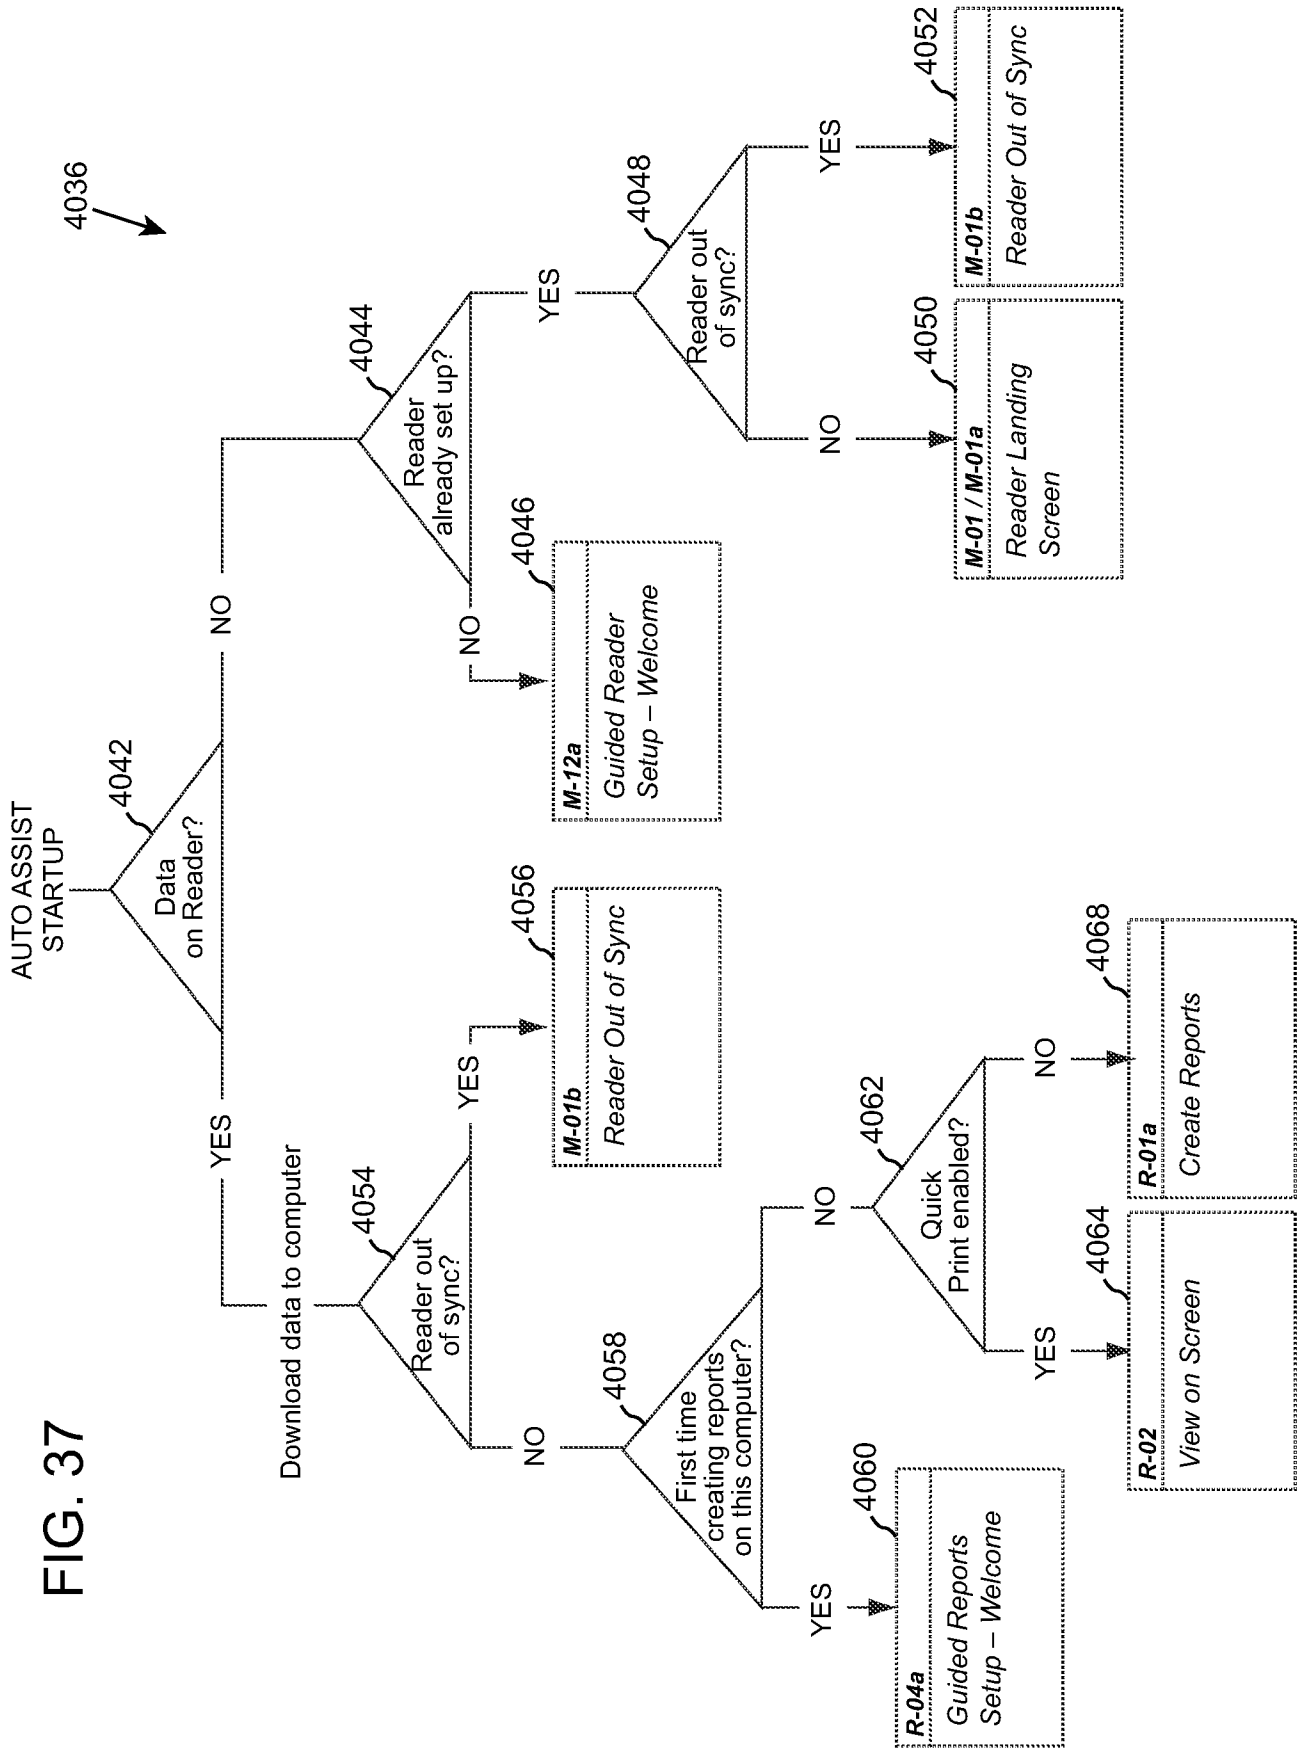 FIG. 37
AUTO ASSIST
STARTUP
4036
4042
Data
on Reader?
YES
NO
Download data to computer
4054
Reader out
of sync?
4044
Reader
already set up?
NO
YES
NO
YES
4056
M-01b
Reader Out of Sync
4046
M-12a
Guided Reader
Setup – Welcome
4048
Reader out
of sync?
4058
First time
creating reports
on this computer?
NO
YES
YES
NO
4060
R-04a
Guided Reports
Setup – Welcome
4062
Quick
Print enabled?
4050
M-01 / M-01a
Reader Landing
Screen
4052
M-01b
Reader Out of Sync
YES
NO
4064
R-02
View on Screen
4068
R-01a
Create Reports